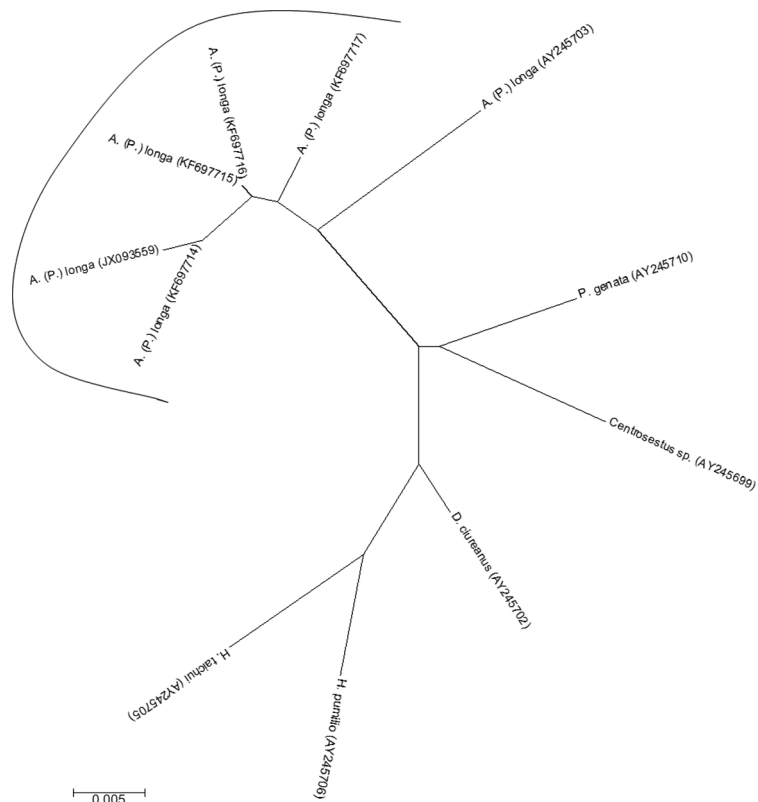 A. (P.) longa (KF697717)
A. (P.) longa (AY245703)
A. (P.) longa (KF697716)
A. (P.) longa (KF697715)
A. (P.) longa (JX093559)
A. (P.) longa (KF697714)
P. genata (AY245710)
Centrosestus sp. (AY245699)
D. ciureanus (AY245702)
H. taichui (AY245705)
H. pumilio (AY245706)
0.005